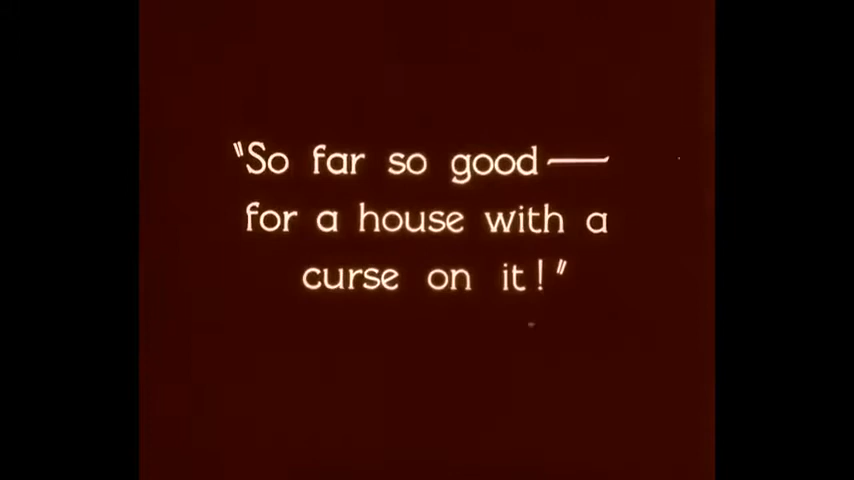 "So far so good—
for a house with a
curse on it!"